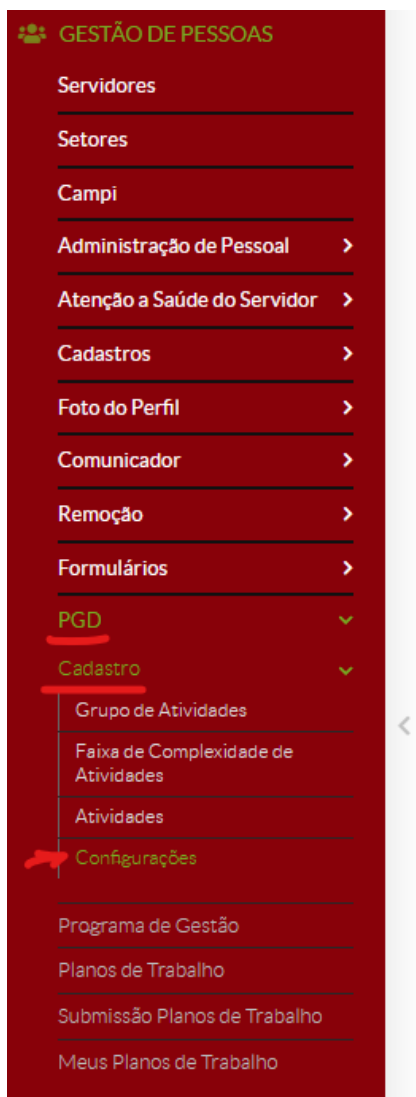 GESTÃO DE PESSOAS
Servidores
Setores
Campi
Administração de Pessoal
Atenção a Saúde do Servidor
Cadastros
Foto do Perfil
Comunicador
Remoção
Formulários
PGD
Cadastro
Grupo de Atividades
Faixa de Complexidade de
Atividades
Atividades
Configurações
Programa de Gestão
Planos de Trabalho
Submissão Planos de Trabalho
Meus Planos de Trabalho